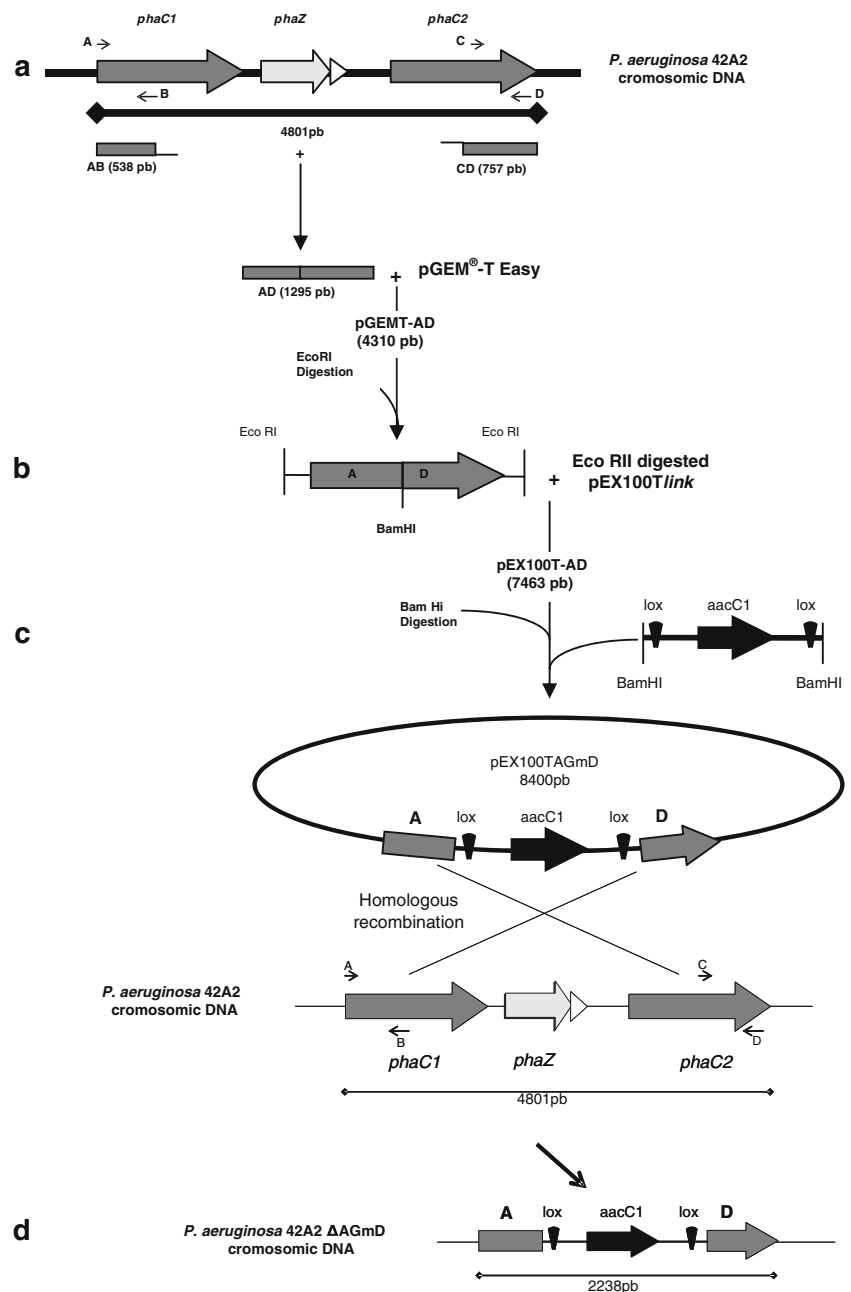 phaC1 phaZ phaC2
A C
a
P. aeruginosa 42A2
cromosomic DNA
B D
4801pb
+
AB (538 pb) CD (757 pb)
+ pGEM®-T Easy
AD (1295 pb)
pGEMT-AD
(4310 pb)
EcoRI
Digestion
Eco RI Eco RI
b
A D
+ Eco RII digested
pEX100Tlink
BamHI
pEX100T-AD
(7463 pb)
Bam Hi
Digestion
lox aacC1 lox
c
BamHI BamHI
pEX100TAGmD
8400pb
A lox aacC1 lox D
Homologous
recombination
A C
P. aeruginosa 42A2
cromosomic DNA
B D
phaC1 phaZ phaC2
4801pb
d
A lox aacC1 lox D
P. aeruginosa 42A2 ΔAGmD
cromosomic DNA
2238pb